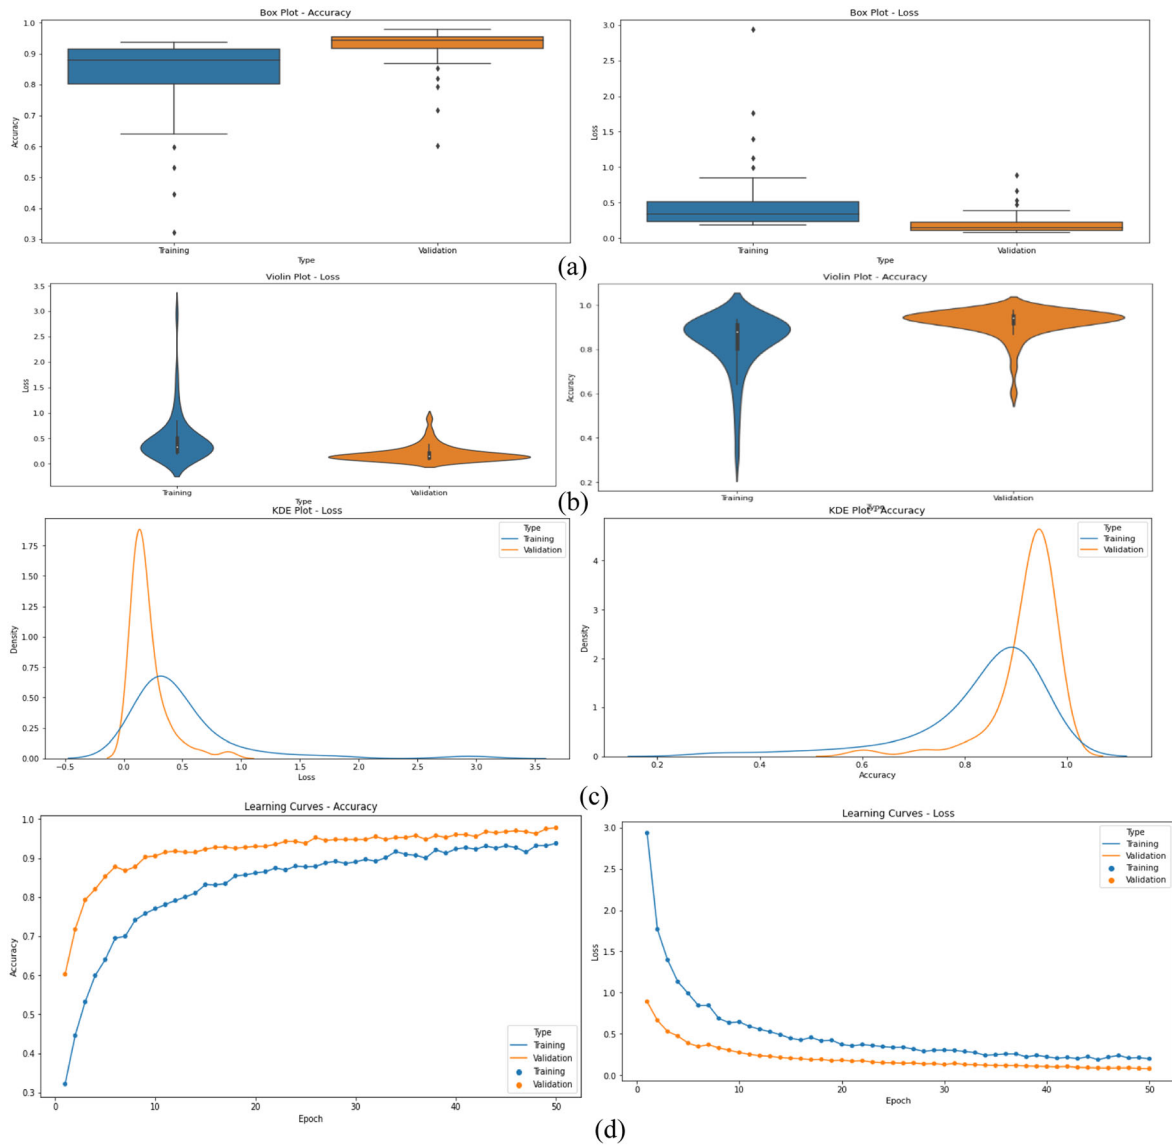 Box Plot - Accuracy
1.0
0.9
0.8
0.7
0.6
0.5
0.4
0.3
Accuracy
Training
Validation
Type
Box Plot - Loss
3.0
2.5
2.0
1.5
1.0
0.5
0.0
Loss
Training
Validation
Type
(a)
Violin Plot - Loss
3.5
3.0
2.5
2.0
1.5
1.0
0.5
0.0
Loss
Training
Validation
Type
Violin Plot - Accuracy
1.0
0.8
0.6
0.4
0.2
Accuracy
Training
Validation
Type
(b)
KDE Plot - Loss
Type
Training
Validation
1.75
1.50
1.25
1.00
0.75
0.50
0.25
0.00
Density
-0.5
0.0
0.5
1.0
1.5
2.0
2.5
3.0
3.5
Loss
KDE Plot - Accuracy
Type
Training
Validation
4
3
2
1
0
Density
0.2
0.4
0.6
0.8
1.0
Accuracy
(c)
Learning Curves - Accuracy
1.0
0.9
0.8
0.7
0.6
0.5
0.4
0.3
Accuracy
Type
Training
Validation
Training
Validation
0
10
20
30
40
50
Epoch
Learning Curves - Loss
3.0
2.5
2.0
1.5
1.0
0.5
0.0
Loss
Type
Training
Validation
Training
Validation
0
10
20
30
40
50
Epoch
(d)